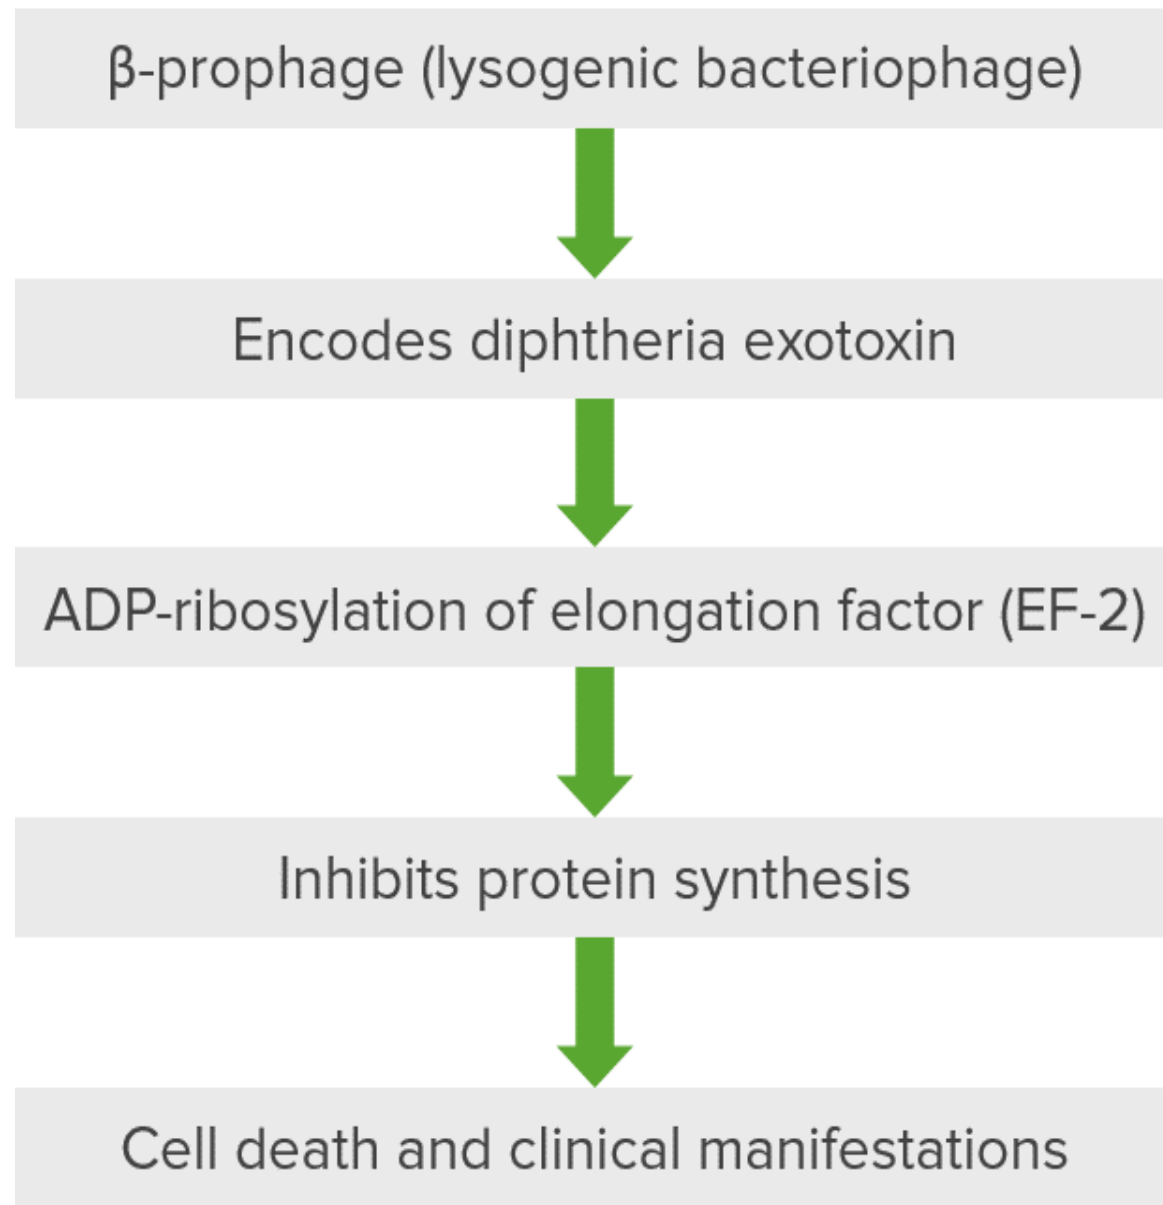 β-prophage (lysogenic bacteriophage)
Encodes diphtheria exotoxin
ADP-ribosylation of elongation factor (EF-2)
Inhibits protein synthesis
Cell death and clinical manifestations